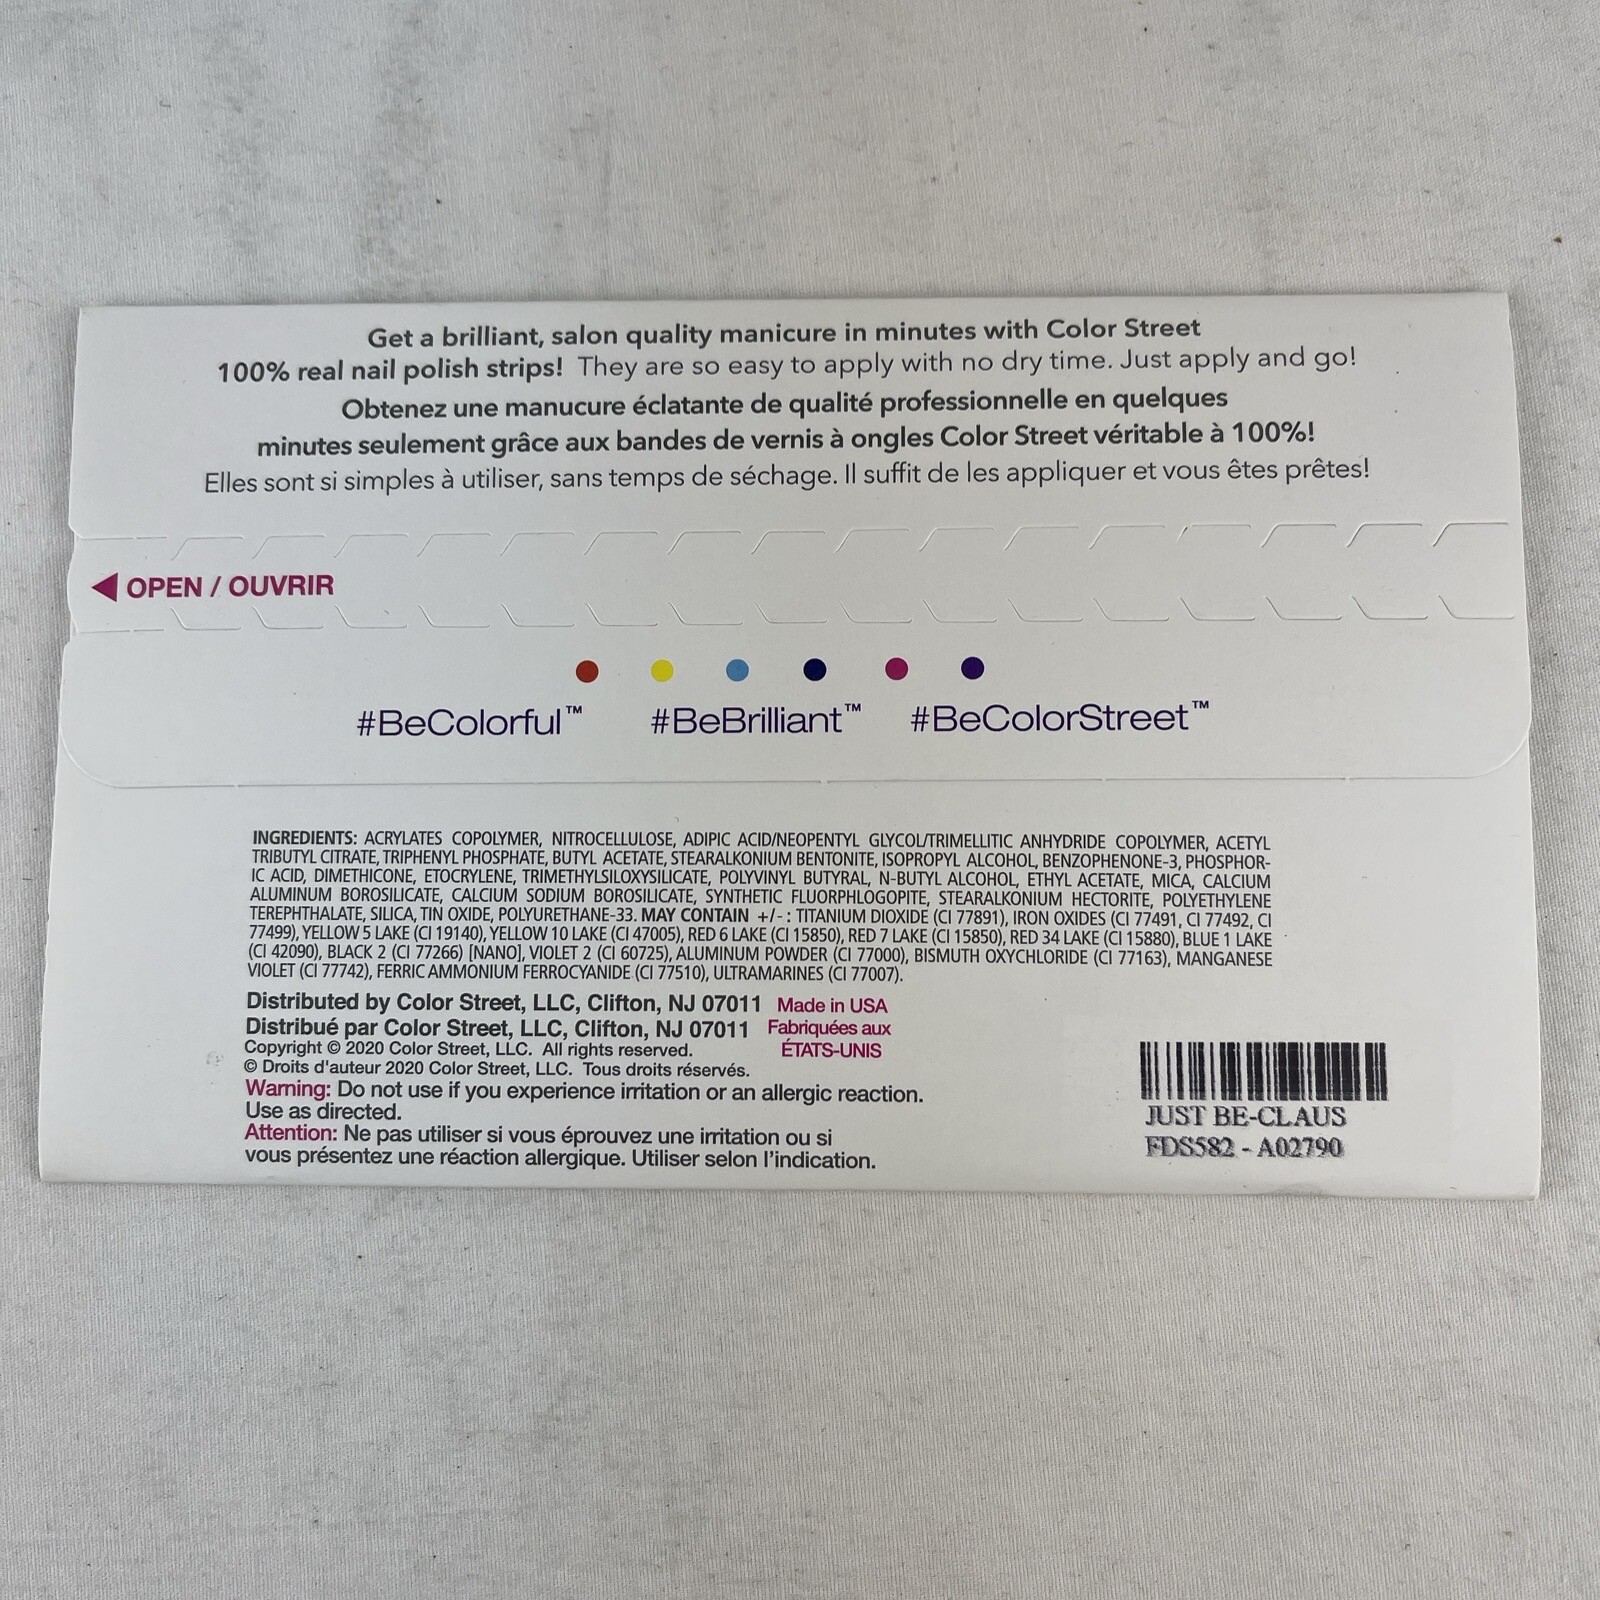 Get a brilliant, salon quality manicure in minutes with Color Street
100% real nail polish strips! They are so easy to apply with no dry time. Just apply and go!
Obtenez une manucure éclatante de qualité professionnelle en quelques
minutes seulement grâce aux bandes de vernis à ongles Color Street véritable à 100%!
Elles sont si simples à utiliser, sans temps de séchage. Il suffit de les appliquer et vous êtes prêtes!
OPEN / OUVRIR
#BeColorful™ #BeBrilliant™ #BeColorStreet™
INGREDIENTS: ACRYLATES COPOLYMER, NITROCELLULOSE, ADIPIC ACID/NEOPENTYL GLYCOL/TRIMELLITIC ANHYDRIDE COPOLYMER, ACETYL
TRIBUTYL CITRATE, TRIPHENYL PHOSPHATE, BUTYL ACETATE, STEARALKONIUM BENTONITE, ISOPROPYL ALCOHOL, BENZOPHENONE-3, PHOSPHOR-
IC ACID, DIMETHICONE, ETOCRYLENE, TRIMETHYLSILOXYSILICATE, POLYVINYL BUTYRAL, N-BUTYL ALCOHOL, ETHYL ACETATE, MICA, CALCIUM
ALUMINUM BOROSILICATE, CALCIUM SODIUM BOROSILICATE, SYNTHETIC FLUORPHLOGOPITE, STEARALKONIUM HECTORITE, POLYETHYLENE
TEREPHTHALATE, SILICA, TIN OXIDE, POLYURETHANE-33. MAY CONTAIN +/- : TITANIUM DIOXIDE (CI 77891), IRON OXIDES (CI 77491, CI 77492, CI
77499), YELLOW 5 LAKE (CI 19140), YELLOW 10 LAKE (CI 47005), RED 6 LAKE (CI 15850), RED 7 LAKE (CI 15850), RED 34 LAKE (CI 15880), BLUE 1 LAKE
(CI 42090), BLACK 2 (CI 77266) [NANO], VIOLET 2 (CI 60725), ALUMINUM POWDER (CI 77000), BISMUTH OXYCHLORIDE (CI 77163), MANGANESE
VIOLET (CI 77742), FERRIC AMMONIUM FERROCYANIDE (CI 77510), ULTRAMARINES (CI 77007).
Distributed by Color Street, LLC, Clifton, NJ 07011 Made in USA
Distribué par Color Street, LLC, Clifton, NJ 07011 Fabriquées aux
Copyright © 2020 Color Street, LLC. All rights reserved. ÉTATS-UNIS
© Droits d'auteur 2020 Color Street, LLC. Tous droits réservés.
Warning: Do not use if you experience irritation or an allergic reaction.
Use as directed.
Attention: Ne pas utiliser si vous éprouvez une irritation ou si
vous présentez une réaction allergique. Utiliser selon l'indication.
JUST BE-CLAUS
FDS582 - A02790